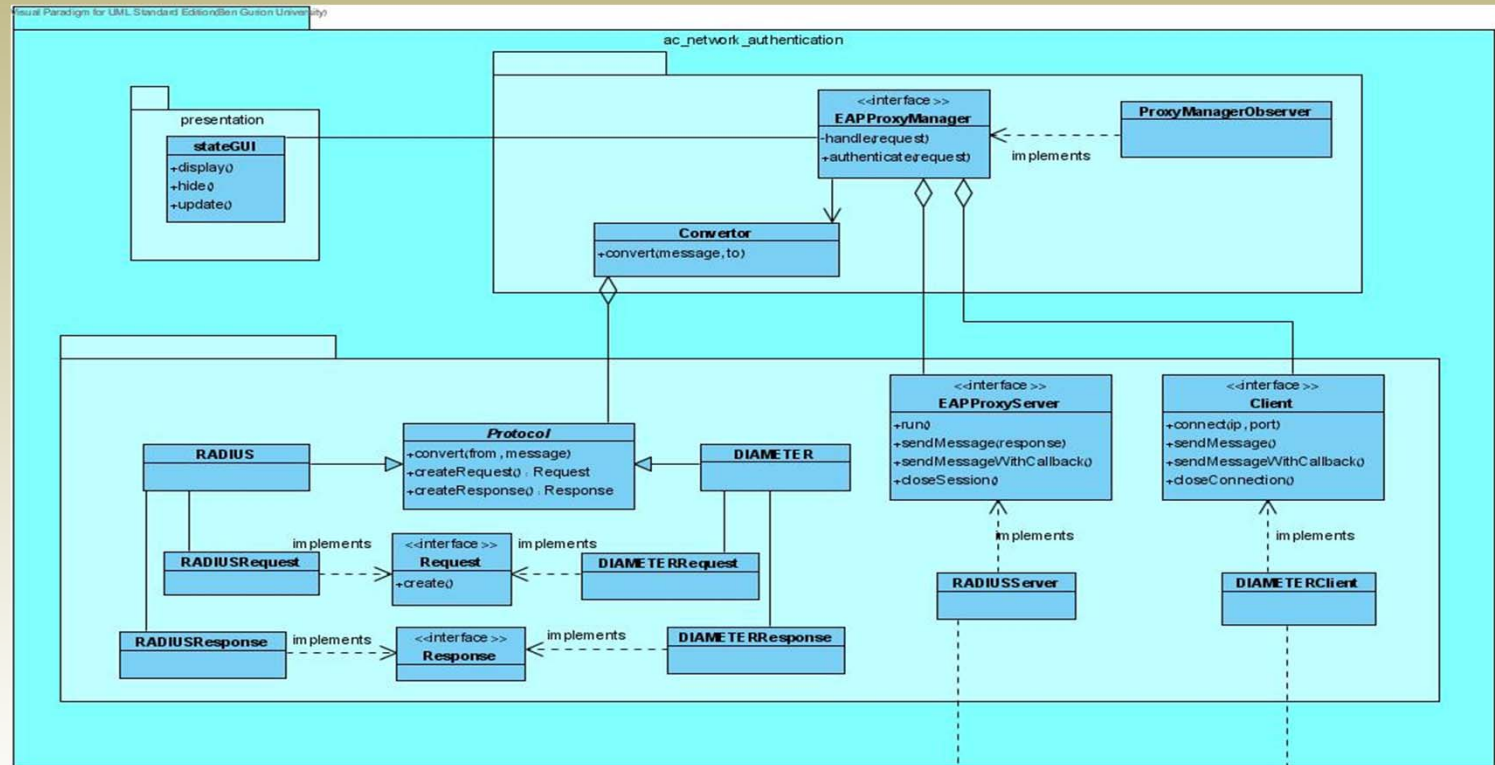 Visual Paradigm for UML Standard Edition(Ben Gurion University)
ac_network_authentication
presentation
stateGUI
+display()
+hide()
+update()
<<interface>>
EAPProxyManager
-handle(request)
+authenticate(request)
ProxyManagerObserver
implements
Convertor
+convert(message,to)
Protocol
+convert(from, message)
+createRequest() : Request
+createResponse() : Response
RADIUS
DIAMETER
<<interface>>
EAPProxyServer
+run()
+sendMessage(response)
+sendMessageWithCallback()
+closeSession()
<<interface>>
Client
+connect(ip, port)
+sendMessage()
+sendMessageWithCallback()
+closeConnection()
RADIUSRequest
implements
<<interface>>
Request
+create()
implements
DIAMETERRequest
implements
implements
RADIUSServer
DIAMETERClient
RADIUSResponse
implements
<<interface>>
Response
implements
DIAMETERResponse